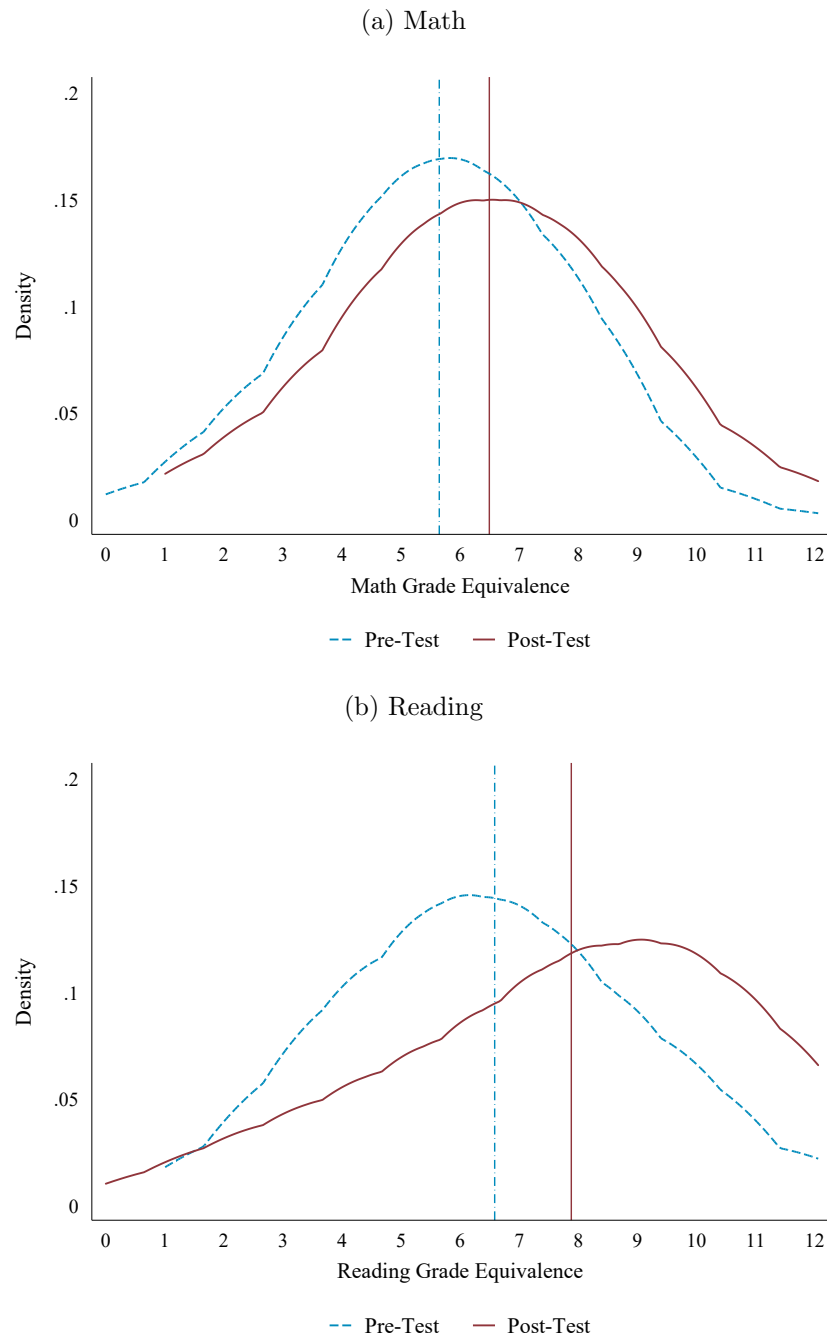 (a) Math
.2
.15
.1
.05
0
Density
0 1 2 3 4 5 6 7 8 9 10 11 12
Math Grade Equivalence
Pre-Test Post-Test
(b) Reading
.2
.15
.1
.05
0
Density
0 1 2 3 4 5 6 7 8 9 10 11 12
Reading Grade Equivalence
Pre-Test Post-Test